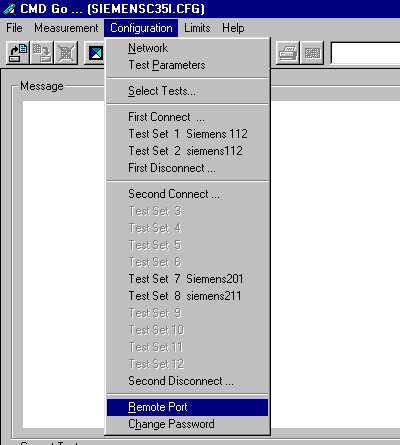 CMD Go ... (SIEMENSC35I.CFG)
File Measurement Configuration Limits Help
Network
Test Parameters
Select Tests...
Message
First Connect ...
Test Set 1 Siemens 112
Test Set 2 siemens112
First Disconnect ...
Second Connect ...
Test Set 3
Test Set 4
Test Set 5
Test Set 6
Test Set 7 Siemens201
Test Set 8 siemens211
Test Set 9
Test Set 10
Test Set 11
Test Set 12
Second Disconnect ...
Remote Port
Change Password